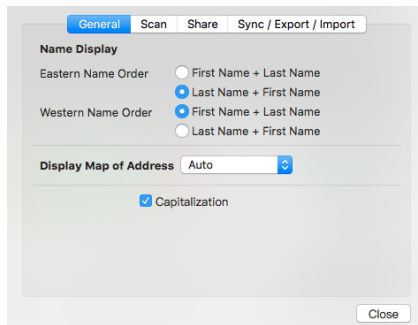 General Scan Share Sync / Export / Import
Name Display
Eastern Name Order First Name + Last Name
Last Name + First Name
Western Name Order First Name + Last Name
Last Name + First Name
Display Map of Address Auto
Capitalization
Close